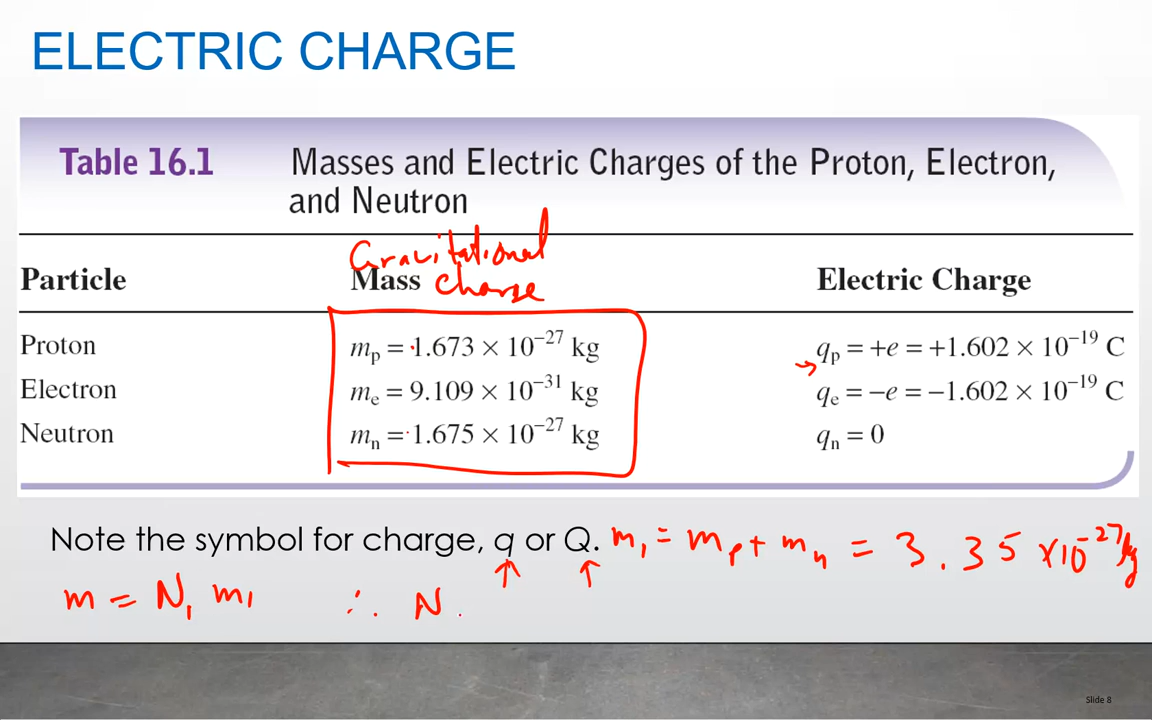 ELECTRIC CHARGE
Table 16.1 Masses and Electric Charges of the Proton, Electron,
and Neutron
Gravitational
Particle Mass charge Electric Charge
Proton mₚ = 1.673 × 10⁻²⁷ kg qₚ = +e = +1.602 × 10⁻¹⁹ C
Electron mₑ = 9.109 × 10⁻³¹ kg qₑ = −e = −1.602 × 10⁻¹⁹ C
Neutron mₙ = 1.675 × 10⁻²⁷ kg qₙ = 0
Note the symbol for charge, q or Q. m₁ = mₚ + mₙ = 3.35 × 10⁻²⁷ kg
m = N₁ m₁ ∴ N
Slide 8